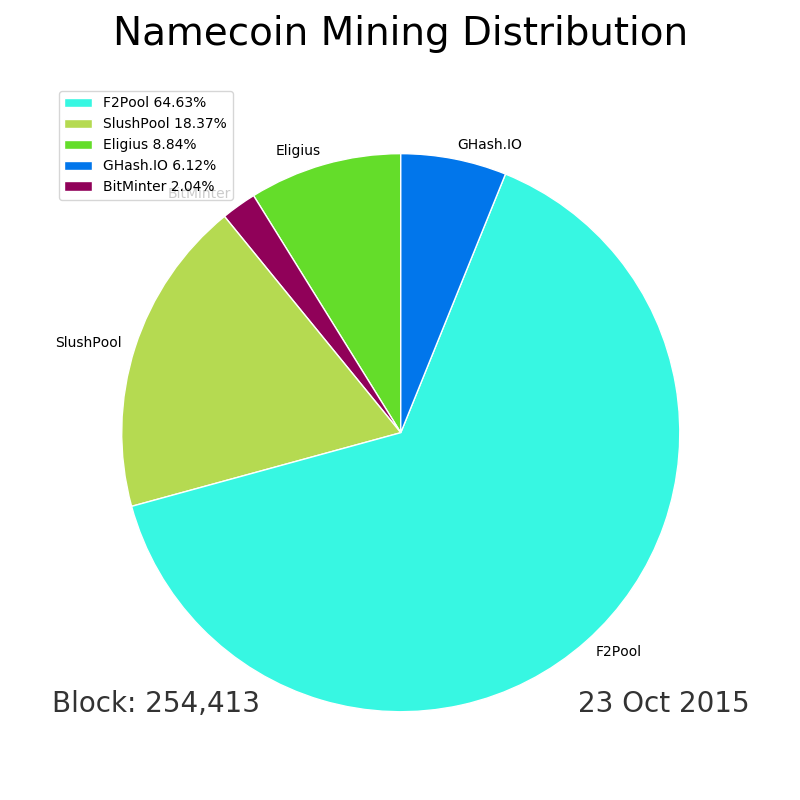 Namecoin Mining Distribution
F2Pool 64.63%
SlushPool 18.37%
Eligius 8.84%
GHash.IO 6.12%
BitMinter 2.04%
Eligius
GHash.IO
BitMinter
SlushPool
F2Pool
Block: 254,413
23 Oct 2015